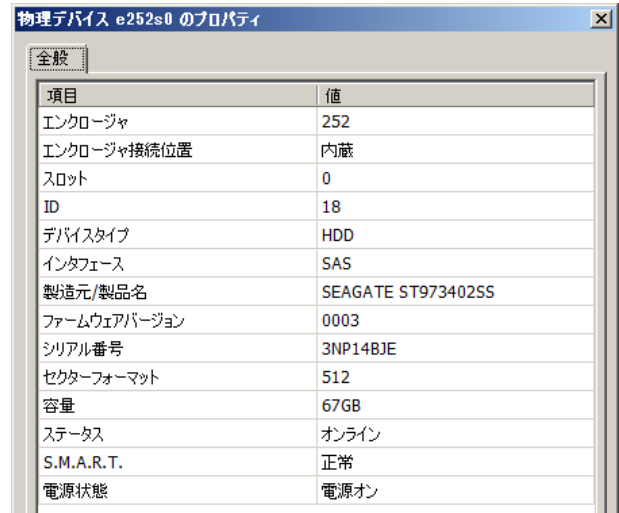 物理デバイス e252s0 のプロパティ
全般
項目 値
エンクロージャ 252
エンクロージャ接続位置 内蔵
スロット 0
ID 18
デバイスタイプ HDD
インタフェース SAS
製造元/製品名 SEAGATE ST973402SS
ファームウェアバージョン 0003
シリアル番号 3NP14BJE
セクターフォーマット 512
容量 67GB
ステータス オンライン
S.M.A.R.T. 正常
電源状態 電源オン